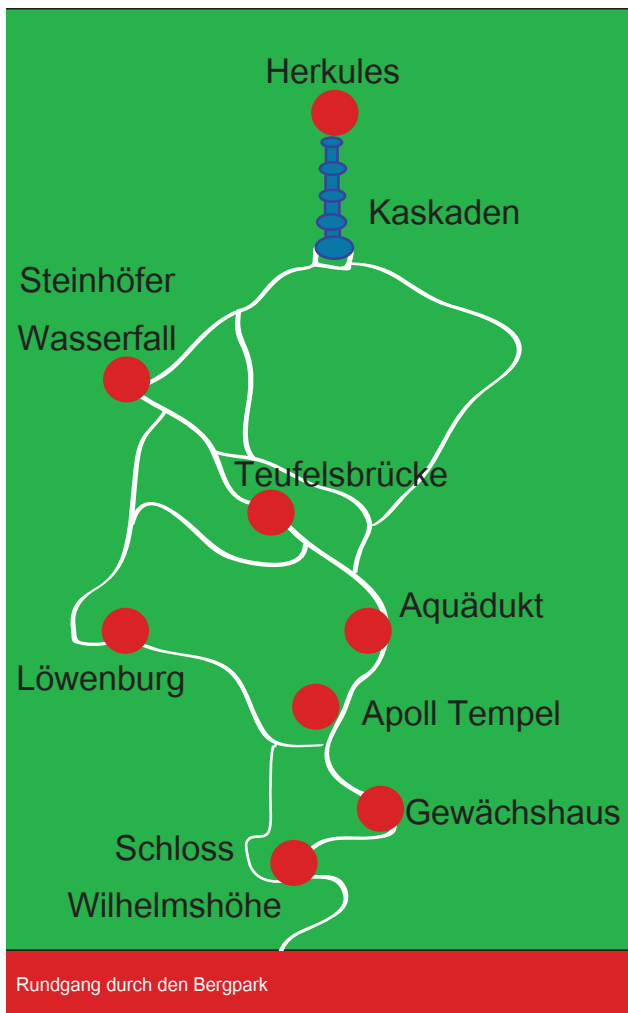 Herkules
Kaskaden
Steinhöfer
Wasserfall
Teufelsbrücke
Aquädukt
Löwenburg
Apoll Tempel
Gewächshaus
Schloss
Wilhelmshöhe
Rundgang durch den Bergpark